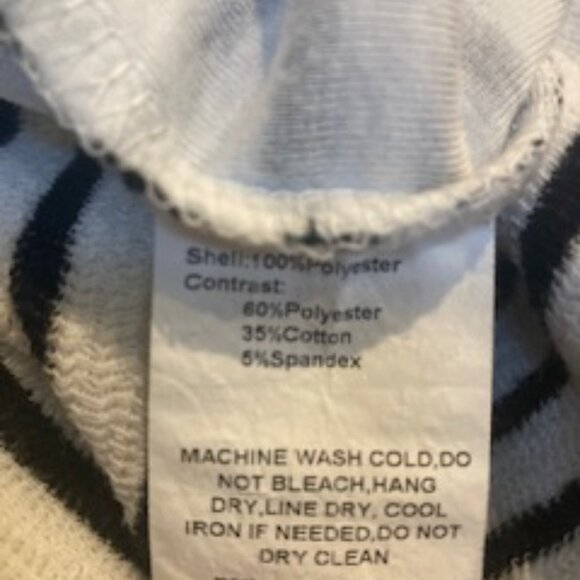 Shell:100%Polyester
Contrast:
60%Polyester
35%Cotton
5%Spandex
MACHINE WASH COLD,DO
NOT BLEACH,HANG
DRY,LINE DRY, COOL
IRON IF NEEDED,DO NOT
DRY CLEAN